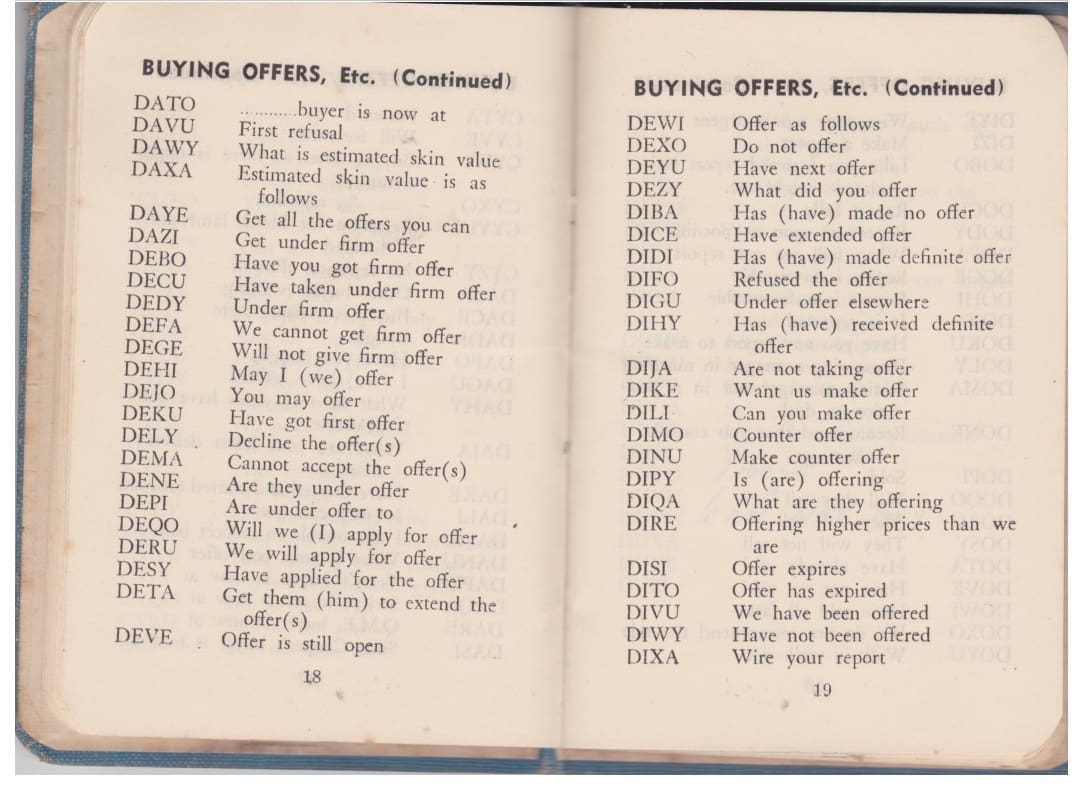 BUYING OFFERS, Etc. (Continued)
DATO ............buyer is now at
DAVU First refusal
DAWY What is estimated skin value
DAXA Estimated skin value is as
follows
DAYE Get all the offers you can
DAZI Get under firm offer
DEBO Have you got firm offer
DECU Have taken under firm offer
DEDY Under firm offer
DEFA We cannot get firm offer
DEGE Will not give firm offer
DEHI May I (we) offer
DEJO You may offer
DEKU Have got first offer
DELY Decline the offer(s)
DEMA Cannot accept the offer(s)
DENE Are they under offer
DEPI Are under offer to
DEQO Will we (I) apply for offer
DERU We will apply for offer
DESY Have applied for the offer
DETA Get them (him) to extend the
offer(s)
DEVE Offer is still open
18
BUYING OFFERS, Etc. (Continued)
DEWI Offer as follows
DEXO Do not offer
DEYU Have next offer
DEZY What did you offer
DIBA Has (have) made no offer
DICE Have extended offer
DIDI Has (have) made definite offer
DIFO Refused the offer
DIGU Under offer elsewhere
DIHY Has (have) received definite
offer
DIJA Are not taking offer
DIKE Want us make offer
DILI Can you make offer
DIMO Counter offer
DINU Make counter offer
DIPY Is (are) offering
DIQA What are they offering
DIRE Offering higher prices than we
are
DISI Offer expires
DITO Offer has expired
DIVU We have been offered
DIWY Have not been offered
DIXA Wire your report
19